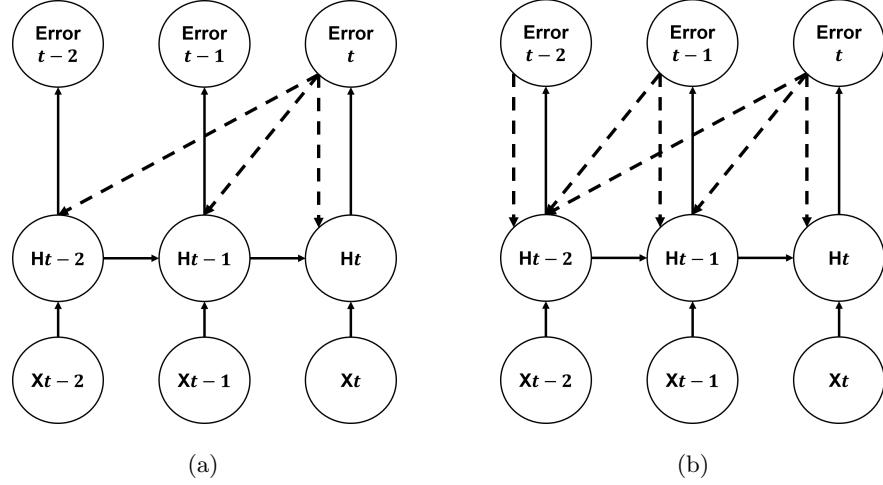 Error
t − 2
Error
t − 1
Error
t
Ht − 2
Ht − 1
Ht
Xt − 2
Xt − 1
Xt
(a)
Error
t − 2
Error
t − 1
Error
t
Ht − 2
Ht − 1
Ht
Xt − 2
Xt − 1
Xt
(b)